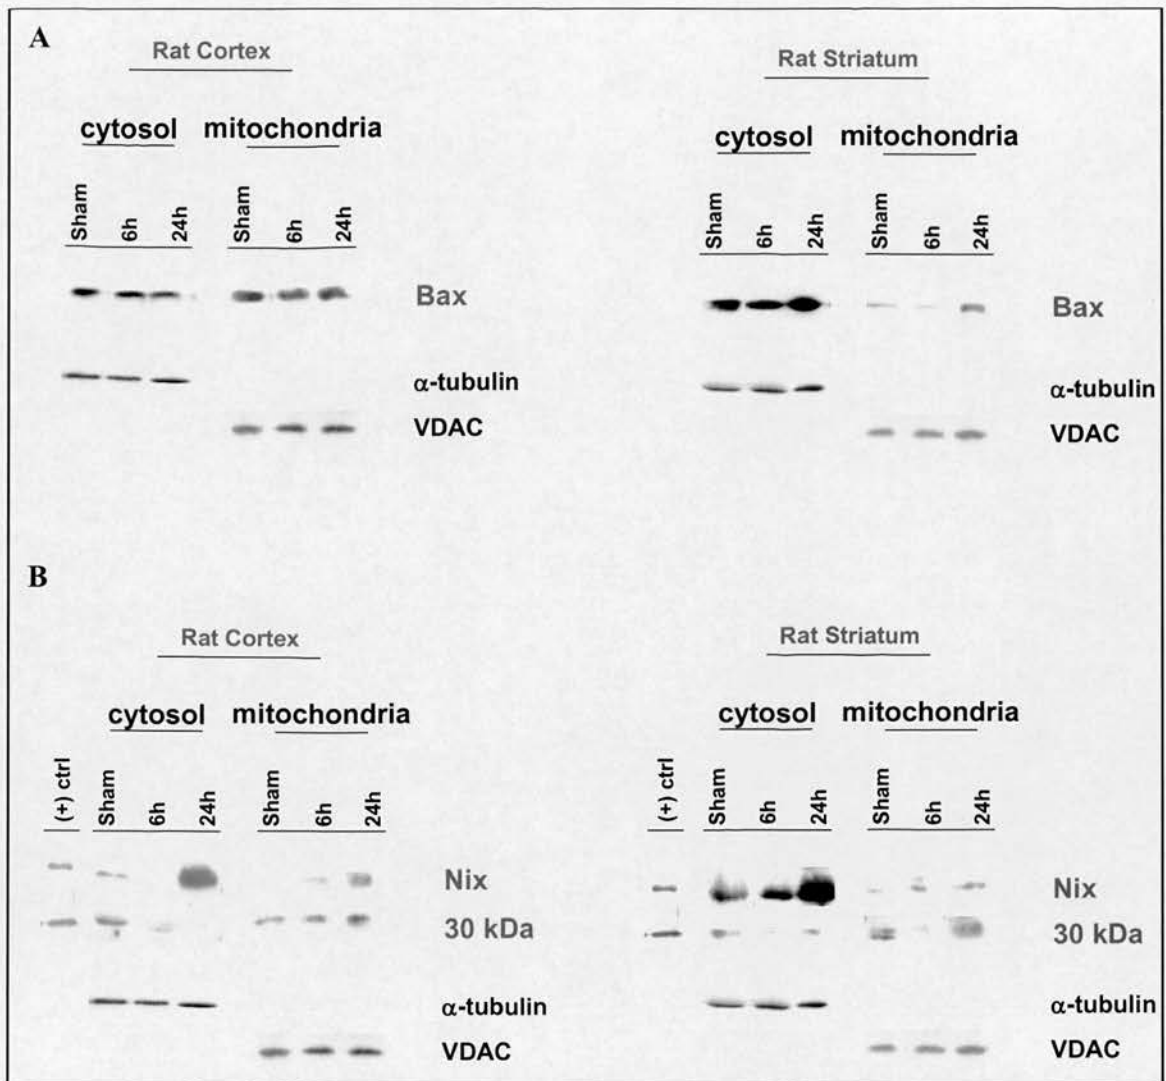 A
Rat Cortex
Rat Striatum
cytosol mitochondria
cytosol mitochondria
Sham 6h 24h Sham 6h 24h
Sham 6h 24h Sham 6h 24h
Bax
Bax
α-tubulin
α-tubulin
VDAC
VDAC
B
Rat Cortex
Rat Striatum
cytosol mitochondria
cytosol mitochondria
(+) ctrl Sham 6h 24h Sham 6h 24h
(+) ctrl Sham 6h 24h Sham 6h 24h
Nix
Nix
30 kDa
30 kDa
α-tubulin
α-tubulin
VDAC
VDAC